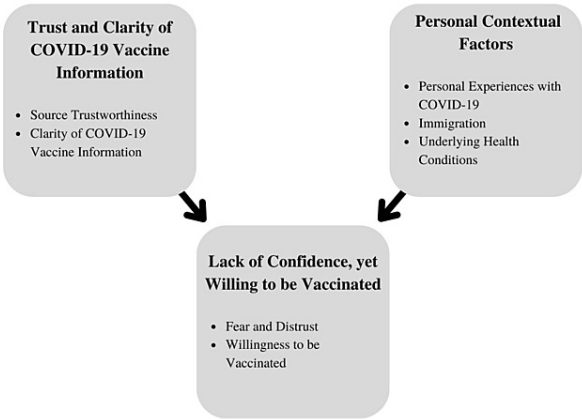 Trust and Clarity of
COVID-19 Vaccine
Information
• Source Trustworthiness
• Clarity of COVID-19
Vaccine Information
Personal Contextual
Factors
• Personal Experiences with
COVID-19
• Immigration
• Underlying Health
Conditions
Lack of Confidence, yet
Willing to be Vaccinated
• Fear and Distrust
• Willingness to be
Vaccinated